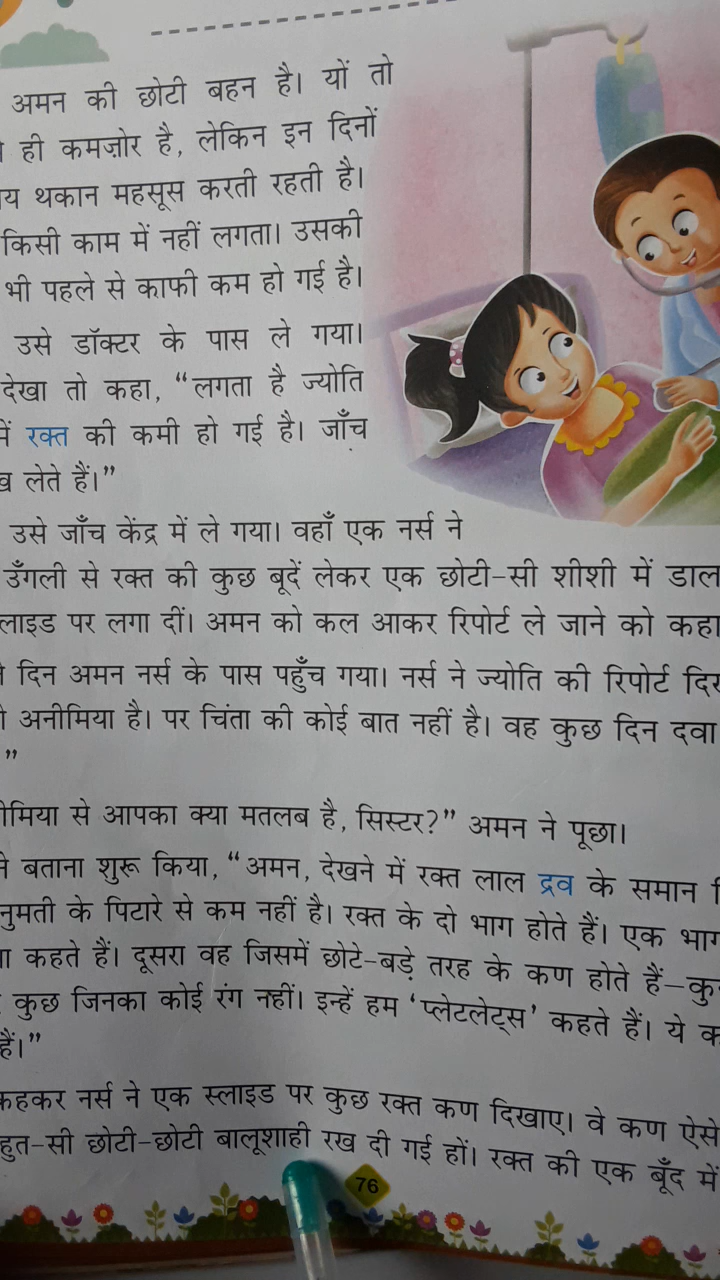 अमन की छोटी बहन है। यों तो
ही कमज़ोर है, लेकिन इन दिनों
थकान महसूस करती रहती है।
किसी काम में नहीं लगता। उसकी
भी पहले से काफी कम हो गई है।
उसे डॉक्टर के पास ले गया।
देखा तो कहा, “लगता है ज्योति
में रक्त की कमी हो गई है। जाँच
लेते हैं।”
उसे जाँच केंद्र में ले गया। वहाँ एक नर्स ने
उँगली से रक्त की कुछ बूदें लेकर एक छोटी-सी शीशी में डाल
लाइड पर लगा दीं। अमन को कल आकर रिपोर्ट ले जाने को कहा
दिन अमन नर्स के पास पहुँच गया। नर्स ने ज्योति की रिपोर्ट
अनीमिया है। पर चिंता की कोई बात नहीं है। वह कुछ दिन दवा
”
मिया से आपका क्या मतलब है, सिस्टर?” अमन ने पूछा।
ने बताना शुरू किया, “अमन, देखने में रक्त लाल द्रव के समान
नुमती के पिटारे से कम नहीं है। रक्त के दो भाग होते हैं। एक भाग
कहते हैं। दूसरा वह जिसमें छोटे-बड़े तरह के कण होते हैं—
कुछ जिनका कोई रंग नहीं। इन्हें हम ‘प्लेटलेट्स’ कहते हैं। ये
हैं।”
कहकर नर्स ने एक स्लाइड पर कुछ रक्त कण दिखाए। वे कण ऐसे
हुत-सी छोटी-छोटी बालूशाही रख दी गई हों। रक्त की एक बूँद में
76